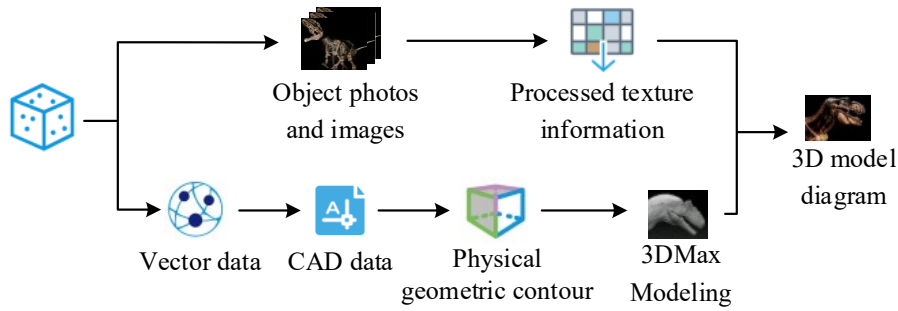 Object photos
and images
Processed texture
information
3D model
diagram
A
Vector data
CAD data
Physical
geometric contour
3DMax
Modeling